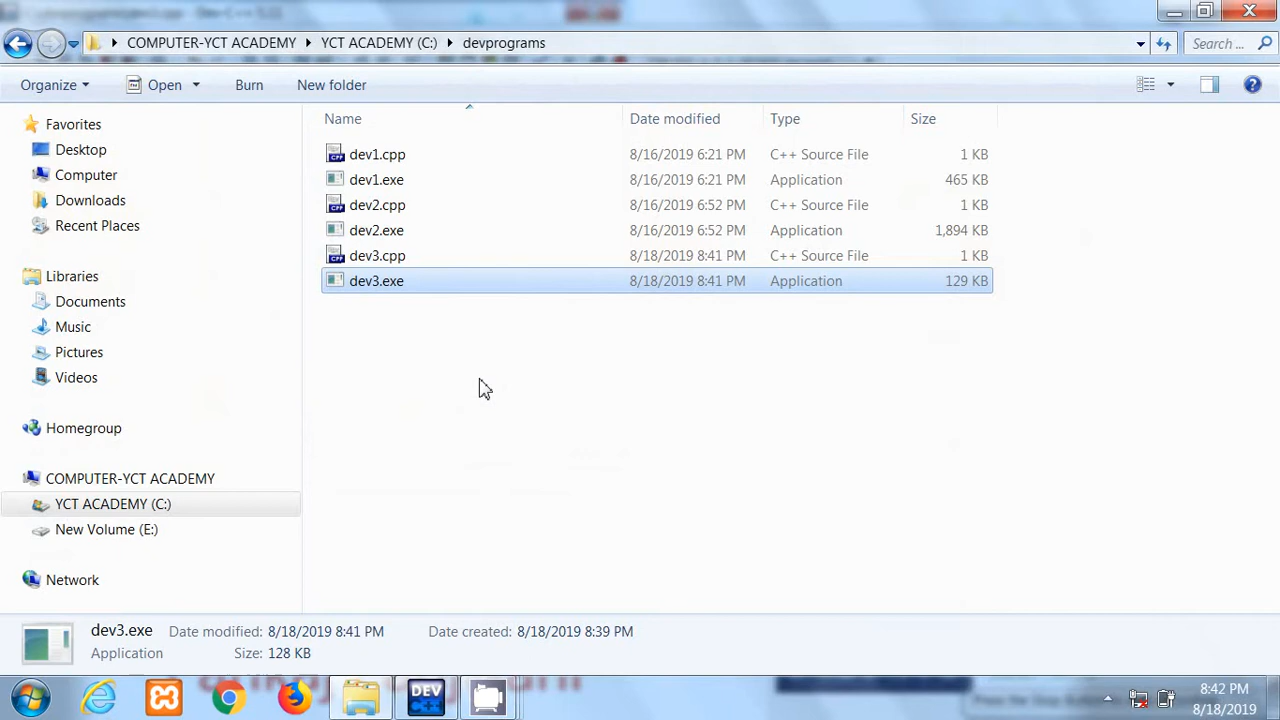 COMPUTER-YCT ACADEMY YCT ACADEMY (C:) devprograms Search ...
Organize Open Burn New folder
Name Date modified Type Size
Favorites
Desktop
Computer
Downloads
Recent Places
Libraries
Documents
Music
Pictures
Videos
Homegroup
COMPUTER-YCT ACADEMY
YCT ACADEMY (C:)
New Volume (E:)
Network
dev1.cpp 8/16/2019 6:21 PM C++ Source File 1 KB
dev1.exe 8/16/2019 6:21 PM Application 465 KB
dev2.cpp 8/16/2019 6:52 PM C++ Source File 1 KB
dev2.exe 8/16/2019 6:52 PM Application 1,894 KB
dev3.cpp 8/18/2019 8:41 PM C++ Source File 1 KB
dev3.exe 8/18/2019 8:41 PM Application 129 KB
dev3.exe Date modified: 8/18/2019 8:41 PM Date created: 8/18/2019 8:39 PM
Application Size: 128 KB
DEV C++
8:42 PM
8/18/2019